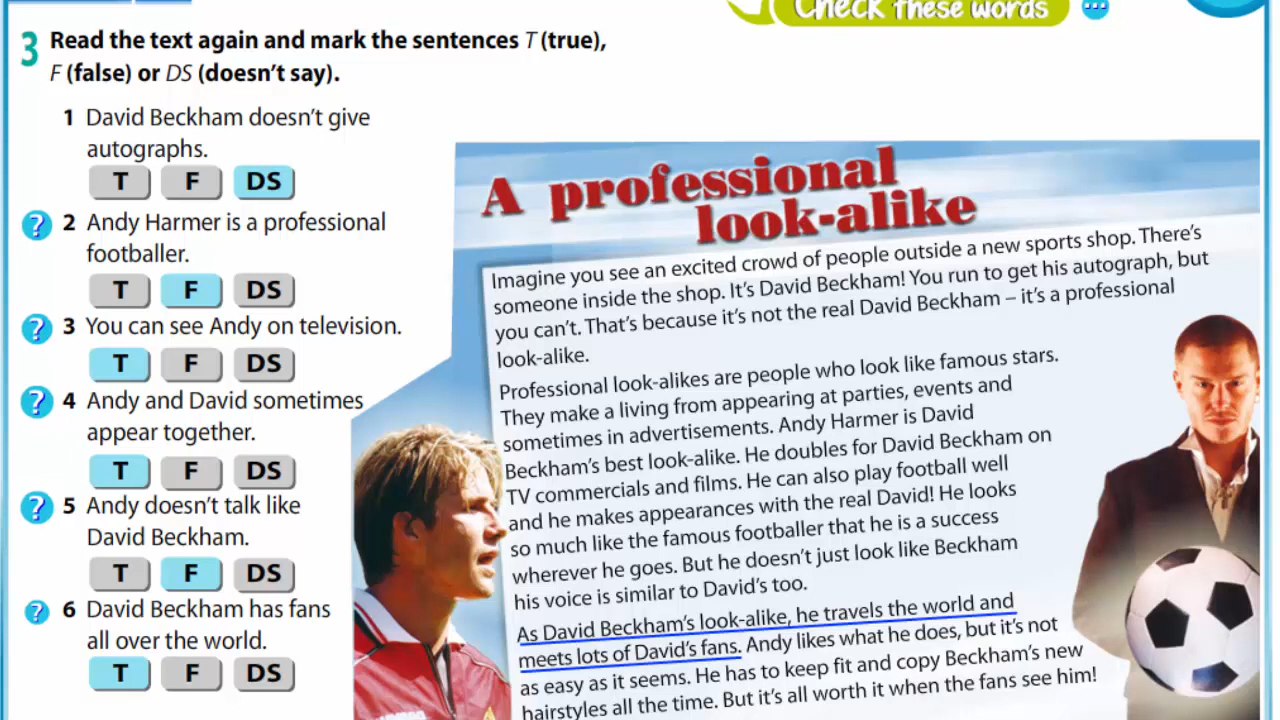 Check these words
3 Read the text again and mark the sentences T (true),
F (false) or DS (doesn't say).
1 David Beckham doesn't give
autographs.
T F DS
? 2 Andy Harmer is a professional
footballer.
T F DS
? 3 You can see Andy on television.
T F DS
? 4 Andy and David sometimes
appear together.
T F DS
? 5 Andy doesn't talk like
David Beckham.
T F DS
? 6 David Beckham has fans
all over the world.
T F DS
A professional
look-alike
Imagine you see an excited crowd of people outside a new sports shop. There's
someone inside the shop. It's David Beckham! You run to get his autograph, but
you can't. That's because it's not the real David Beckham – it's a professional
look-alike.
Professional look-alikes are people who look like famous stars.
They make a living from appearing at parties, events and
sometimes in advertisements. Andy Harmer is David
Beckham's best look-alike. He doubles for David Beckham on
TV commercials and films. He can also play football well
and he makes appearances with the real David! He looks
so much like the famous footballer that he is a success
wherever he goes. But he doesn't just look like Beckham
his voice is similar to David's too.
As David Beckham's look-alike, he travels the world and
meets lots of David's fans. Andy likes what he does, but it's not
as easy as it seems. He has to keep fit and copy Beckham's new
hairstyles all the time. But it's all worth it when the fans see him!